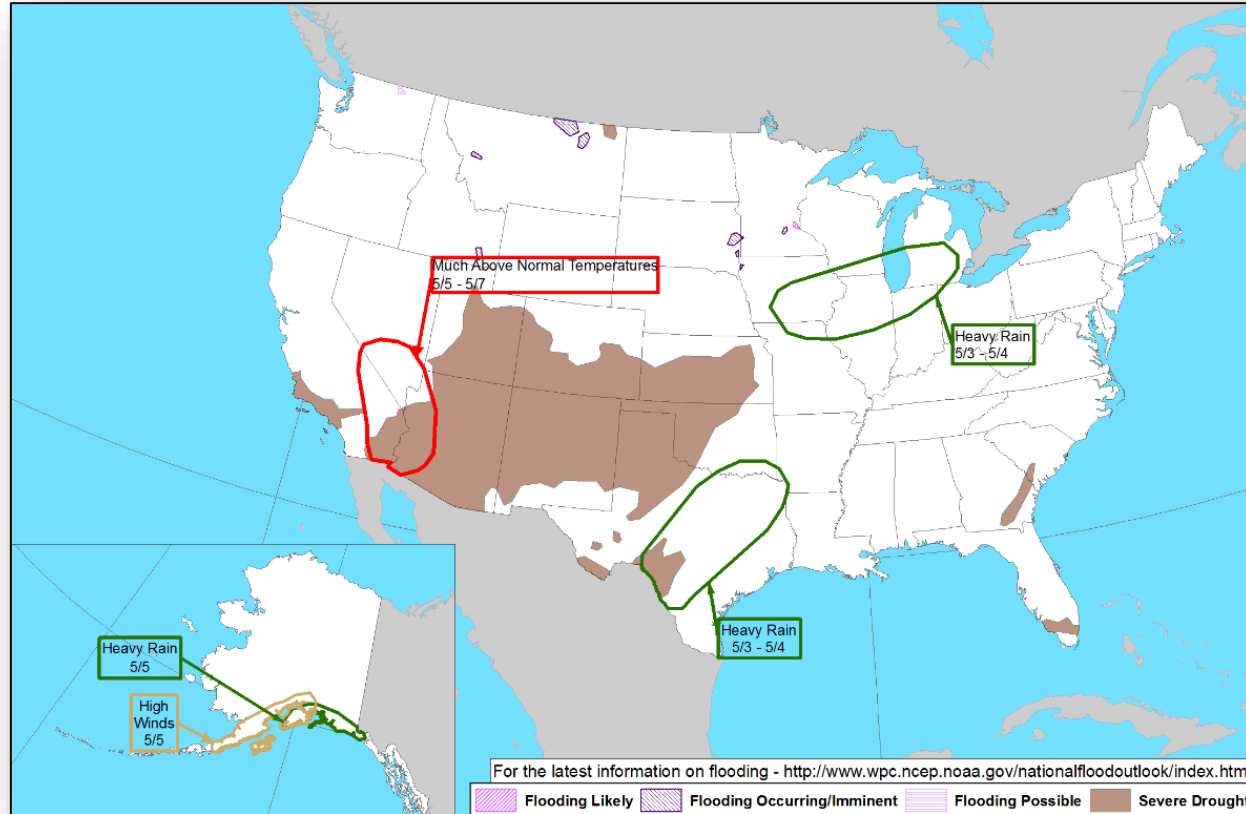 Much Above Normal Temperatures
5/5 - 5/7
Heavy Rain
5/3 - 5/4
Heavy Rain
5/3 - 5/4
Heavy Rain
5/5
High
Winds
5/5
For the latest information on flooding - http://www.wpc.ncep.noaa.gov/nationalfloodoutlook/index.htm
Flooding Likely Flooding Occurring/Imminent Flooding Possible Severe Drought